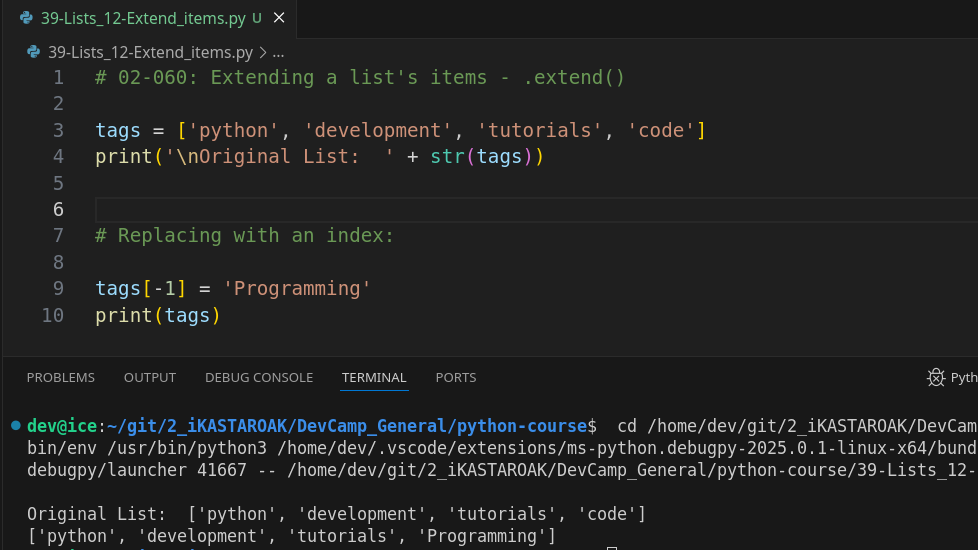 39-Lists_12-Extend_items.py U ×
39-Lists_12-Extend_items.py > ...
1 # 02-060: Extending a list's items - .extend()
2
3 tags = ['python', 'development', 'tutorials', 'code']
4 print('\nOriginal List:  ' + str(tags))
5
6
7 # Replacing with an index:
8
9 tags[-1] = 'Programming'
10 print(tags)
PROBLEMS OUTPUT DEBUG CONSOLE TERMINAL PORTS Pyth
dev@ice:~/git/2_iKASTAROAK/DevCamp_General/python-course$  cd /home/dev/git/2_iKASTAROAK/DevCam
bin/env /usr/bin/python3 /home/dev/.vscode/extensions/ms-python.debugpy-2025.0.1-linux-x64/bund
debugpy/launcher 41667 -- /home/dev/git/2_iKASTAROAK/DevCamp_General/python-course/39-Lists_12-
Original List:  ['python', 'development', 'tutorials', 'code']
['python', 'development', 'tutorials', 'Programming']